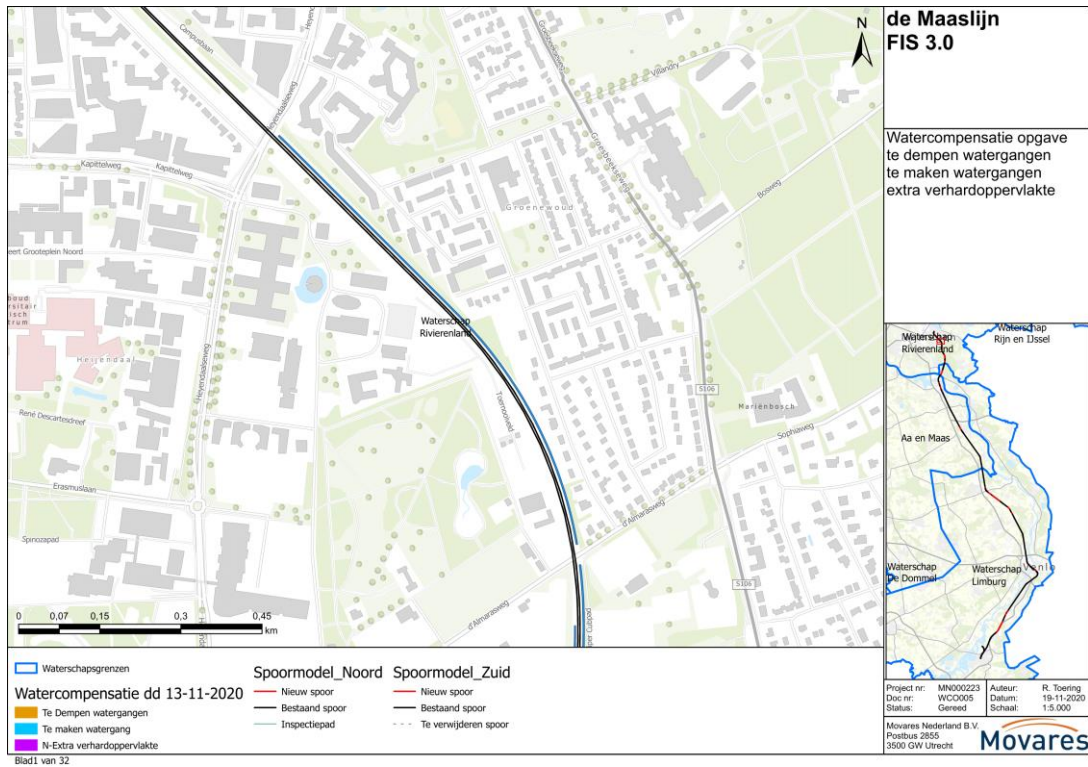 de Maaslijn
FIS 3.0
Watercompensatie opgave
te dempen watergangen
te maken watergangen
extra verhardoppervlakte
N
Campusbaan
Heyendaalseweg
Groesbeekseweg
Villandry
Kapittelweg
Kapittelweg
Groenewoud
Groesbeekseweg
Bosweg
eert Grooteplein Noord
Waterschap
Rivierenland
Heijendaal
Heyendaalseweg
Toernooiveld
S106
Mariënbosch
René Descartesdreef
Sophiaweg
Erasmuslaan
d'Almarasweg
Spinozapad
S106
d'Almarasweg
0 0,07 0,15 0,3 0,45
km
Waterschap
Rivierenland
Waterschap
Rijn en IJssel
Aa en Maas
Waterschap
De Dommel
Waterschap
Limburg
Venlo
Waterschapsgrenzen
Watercompensatie dd 13-11-2020
Te Dempen watergangen
Te maken watergang
N-Extra verhardoppervlakte
Spoormodel_Noord
Nieuw spoor
Bestaand spoor
Inspectiepad
Spoormodel_Zuid
Nieuw spoor
Bestaand spoor
Te verwijderen spoor
Project nr: MN000223
Doc nr: WCO005
Status: Gereed
Auteur: R. Toering
Datum: 19-11-2020
Schaal: 1:5.000
Movares Nederland B.V.
Postbus 2855
3500 GW Utrecht
Movares
Blad1 van 32